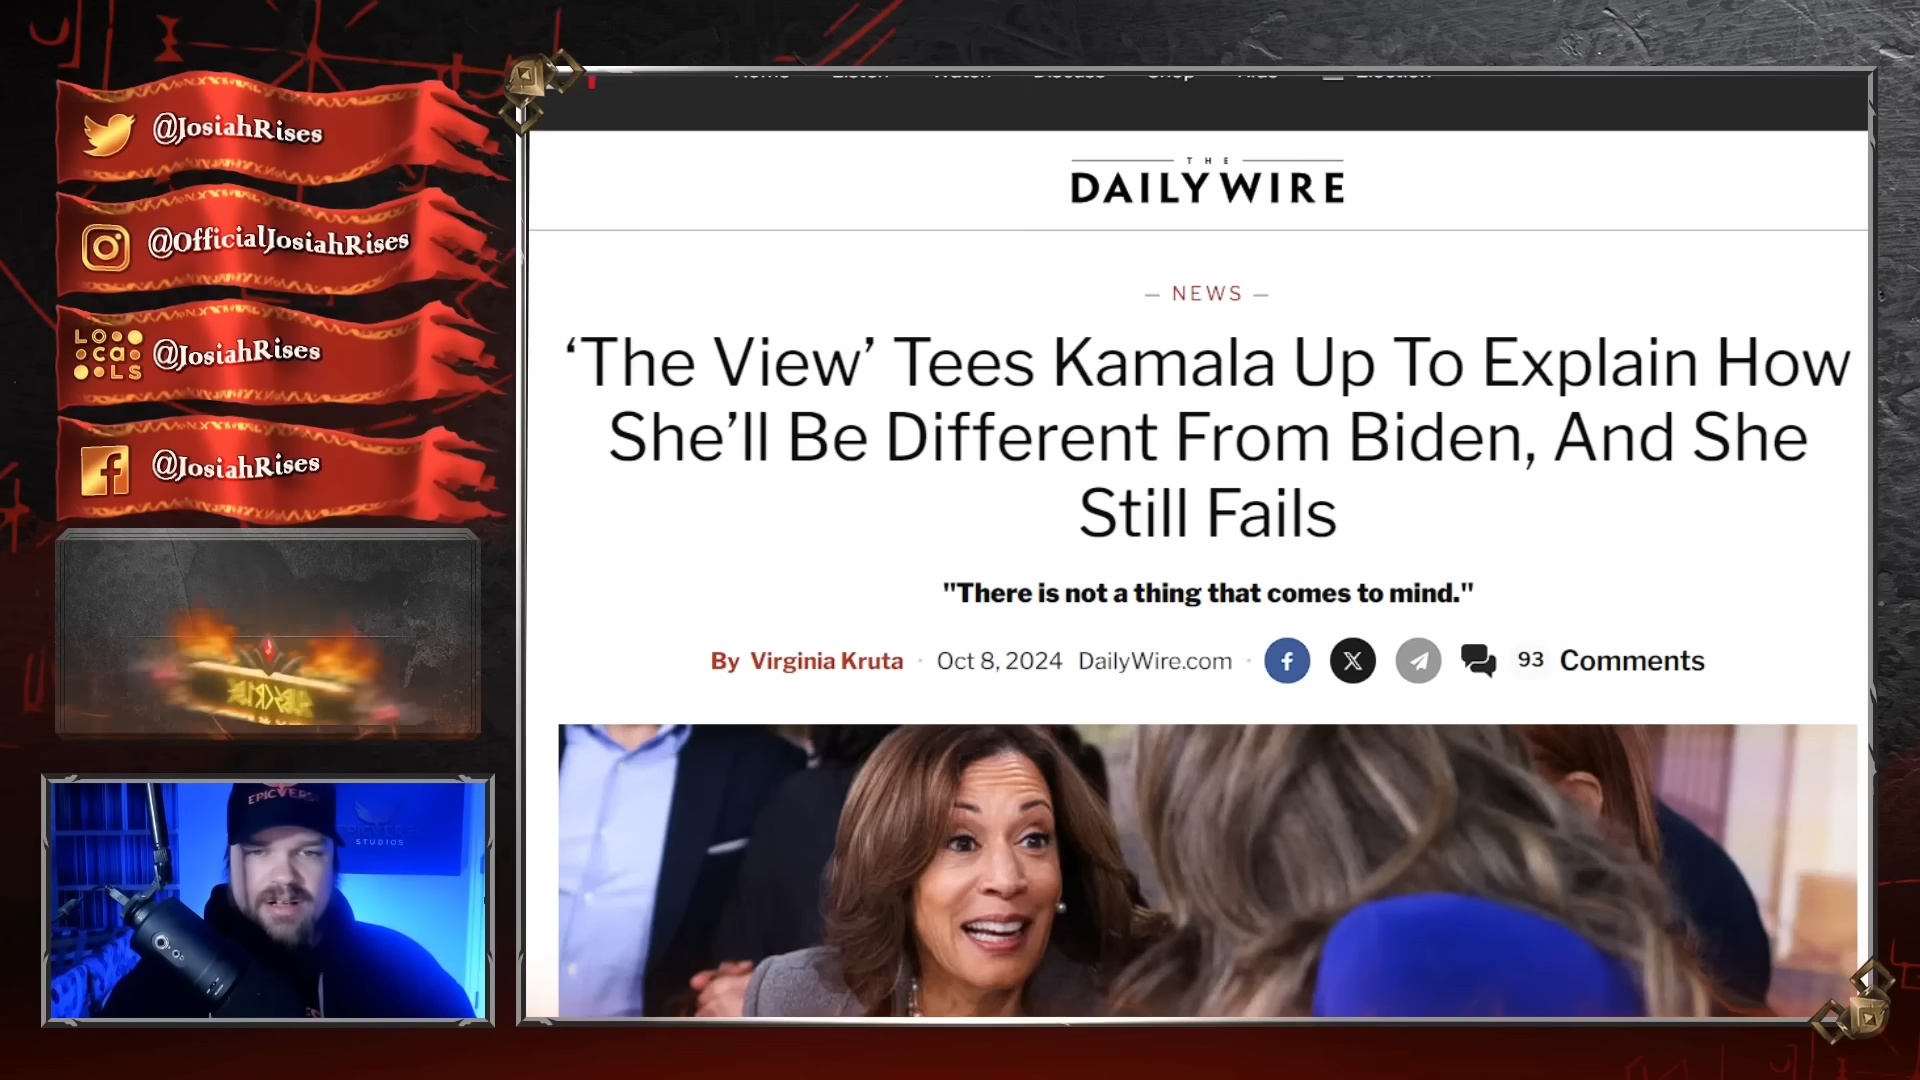 @JosiahRises
@OfficialJosiahRises
LOcaLS
@JosiahRises
@JosiahRises
EPICVERS
STUDIOS
THE
DAILY WIRE
— NEWS —
‘The View’ Tees Kamala Up To Explain How
She’ll Be Different From Biden, And She
Still Fails
"There is not a thing that comes to mind."
By Virginia Kruta · Oct 8, 2024 DailyWire.com · 93 Comments